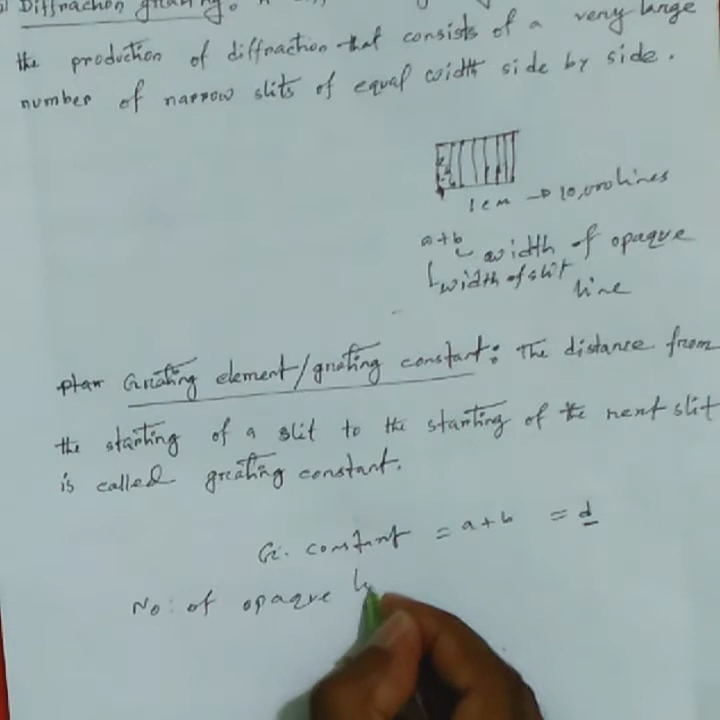 Diffraction grating:
the production of diffraction that consists of a very large
number of narrow slits of equal width side by side.
1 cm → 10,000 lines
a+b
width of opaque
width of slit
line
Grating element/grating constant: The distance from
the starting of a slit to the starting of the next slit
is called greating constant.
G. constant = a+b = d
No: of opaque